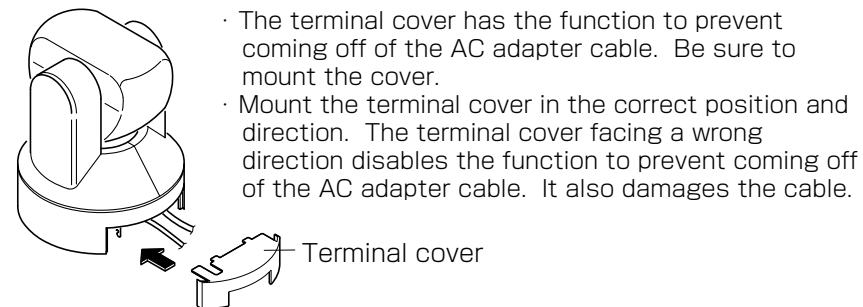 · The terminal cover has the function to prevent
coming off of the AC adapter cable. Be sure to
mount the cover.
· Mount the terminal cover in the correct position and
direction. The terminal cover facing a wrong
direction disables the function to prevent coming off
of the AC adapter cable. It also damages the cable.
Terminal cover